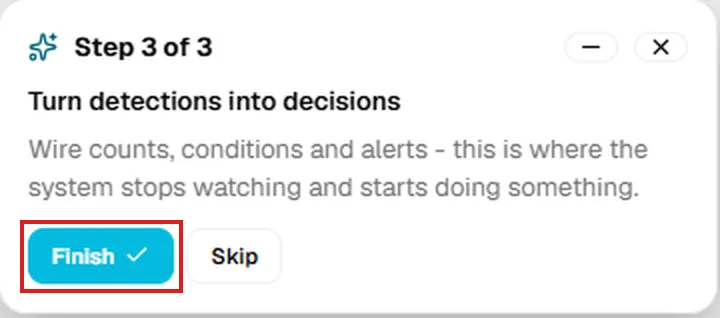 Step 3 of 3
Turn detections into decisions
Wire counts, conditions and alerts - this is where the
system stops watching and starts doing something.
Finish
Skip